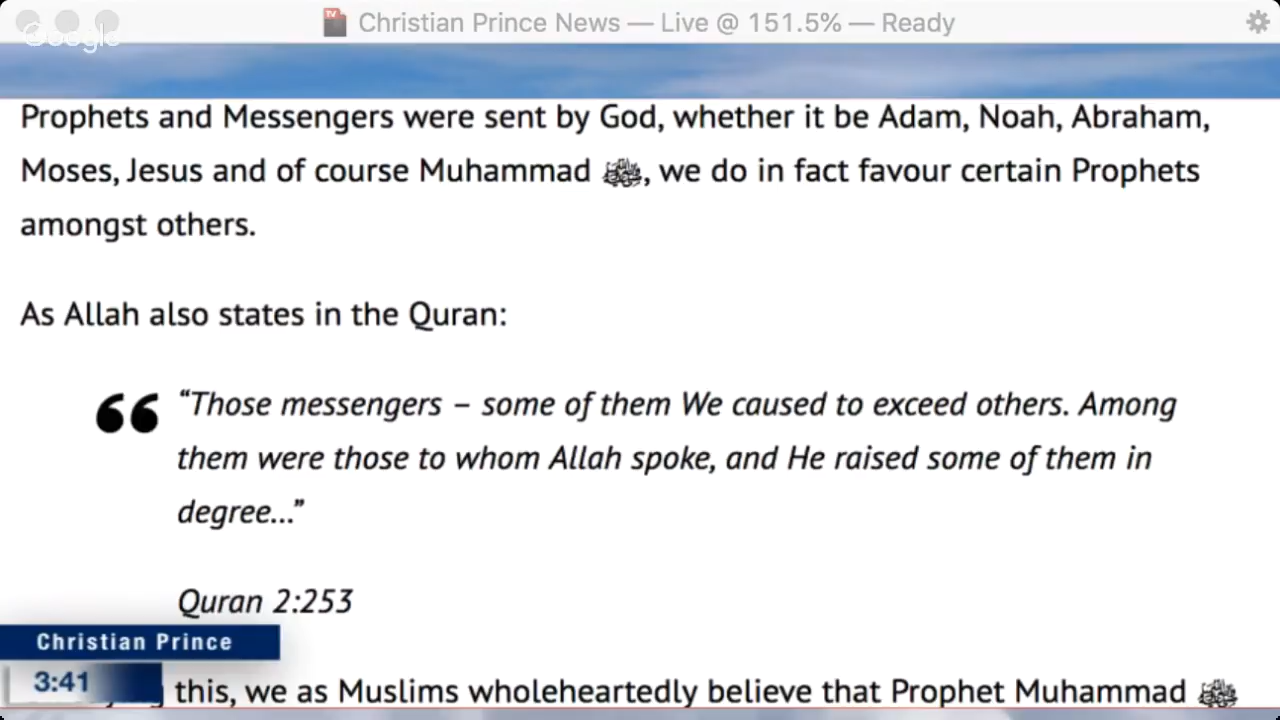 Christian Prince News — Live @ 151.5% — Ready
Google
Prophets and Messengers were sent by God, whether it be Adam, Noah, Abraham,
Moses, Jesus and of course Muhammad ﷺ, we do in fact favour certain Prophets
amongst others.
As Allah also states in the Quran:
“Those messengers – some of them We caused to exceed others. Among
them were those to whom Allah spoke, and He raised some of them in
degree…”
Quran 2:253
Christian Prince
3:41
this, we as Muslims wholeheartedly believe that Prophet Muhammad ﷺ